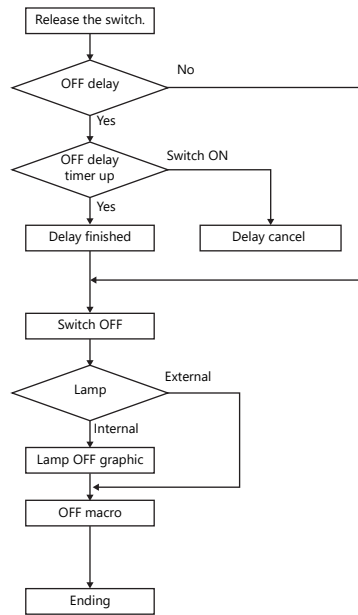 Release the switch.
OFF delay
No
Yes
OFF delay
timer up
Switch ON
Yes
Delay finished
Delay cancel
Switch OFF
Lamp
External
Internal
Lamp OFF graphic
OFF macro
Ending